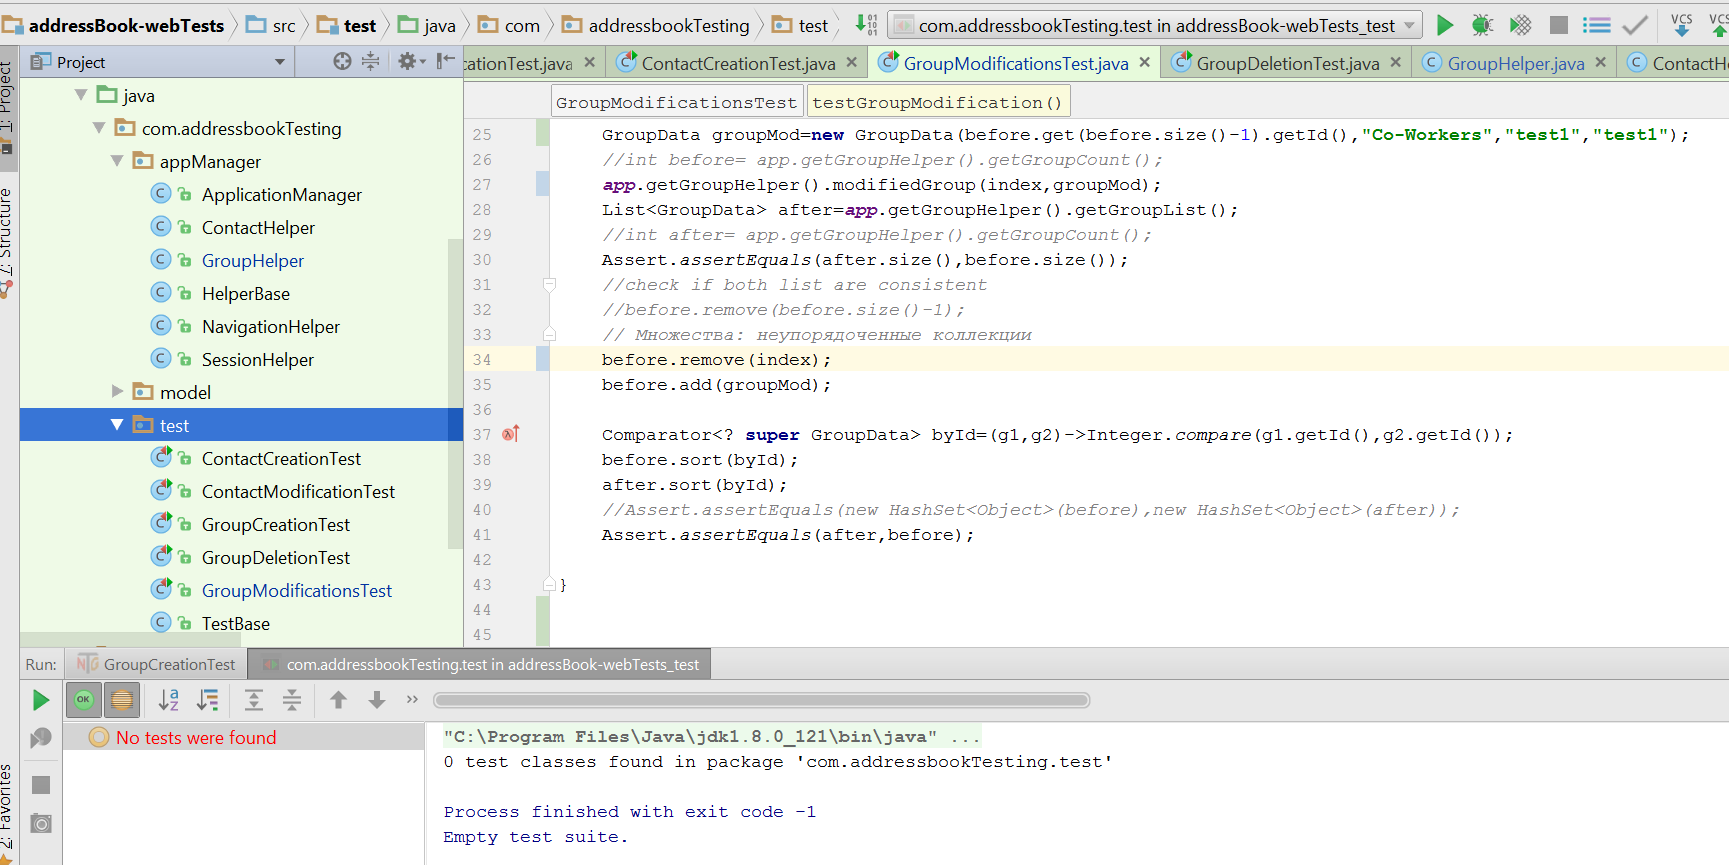 addressBook-webTests src test java com addressbookTesting test com.addressbookTesting.test in addressBook-webTests_test VCS VCS
1: Project
7: Structure
2: Favorites
Project
java
com.addressbookTesting
appManager
ApplicationManager
ContactHelper
GroupHelper
HelperBase
NavigationHelper
SessionHelper
model
test
ContactCreationTest
ContactModificationTest
GroupCreationTest
GroupDeletionTest
GroupModificationsTest
TestBase
cationTest.java ContactCreationTest.java GroupModificationsTest.java GroupDeletionTest.java GroupHelper.java ContactHe
GroupModificationsTest testGroupModification()
25 GroupData groupMod=new GroupData(before.get(before.size()-1).getId(),"Co-Workers","test1","test1");
26 //int before= app.getGroupHelper().getGroupCount();
27 app.getGroupHelper().modifiedGroup(index,groupMod);
28 List<GroupData> after=app.getGroupHelper().getGroupList();
29 //int after= app.getGroupHelper().getGroupCount();
30 Assert.assertEquals(after.size(),before.size());
31 //check if both list are consistent
32 //before.remove(before.size()-1);
33 // Множества: неупорядоченные коллекции
34 before.remove(index);
35 before.add(groupMod);
36
37 Comparator<? super GroupData> byId=(g1,g2)->Integer.compare(g1.getId(),g2.getId());
38 before.sort(byId);
39 after.sort(byId);
40 //Assert.assertEquals(new HashSet<Object>(before),new HashSet<Object>(after));
41 Assert.assertEquals(after,before);
42
43 }
44
45
Run: GroupCreationTest com.addressbookTesting.test in addressBook-webTests_test
No tests were found
"C:\Program Files\Java\jdk1.8.0_121\bin\java" ...
0 test classes found in package 'com.addressbookTesting.test'
Process finished with exit code -1
Empty test suite.